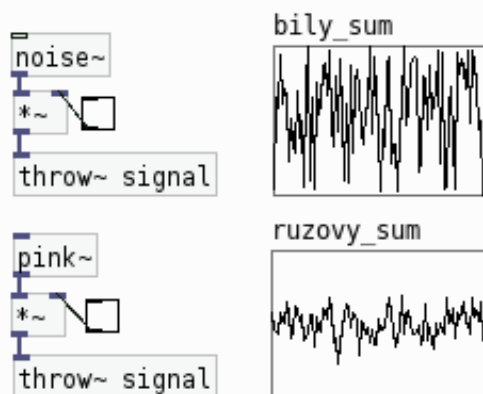 bily_sum
noise~
*~
throw~ signal
ruzovy_sum
pink~
*~
throw~ signal